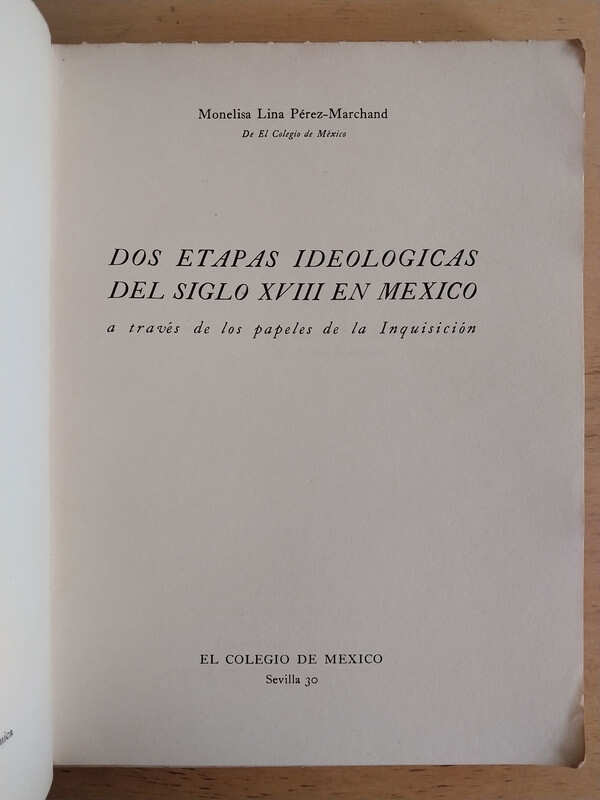 Monelisa Lina Pérez-Marchand
De El Colegio de México
DOS ETAPAS IDEOLOGICAS
DEL SIGLO XVIII EN MEXICO
a través de los papeles de la Inquisición
EL COLEGIO DE MEXICO
Sevilla 30